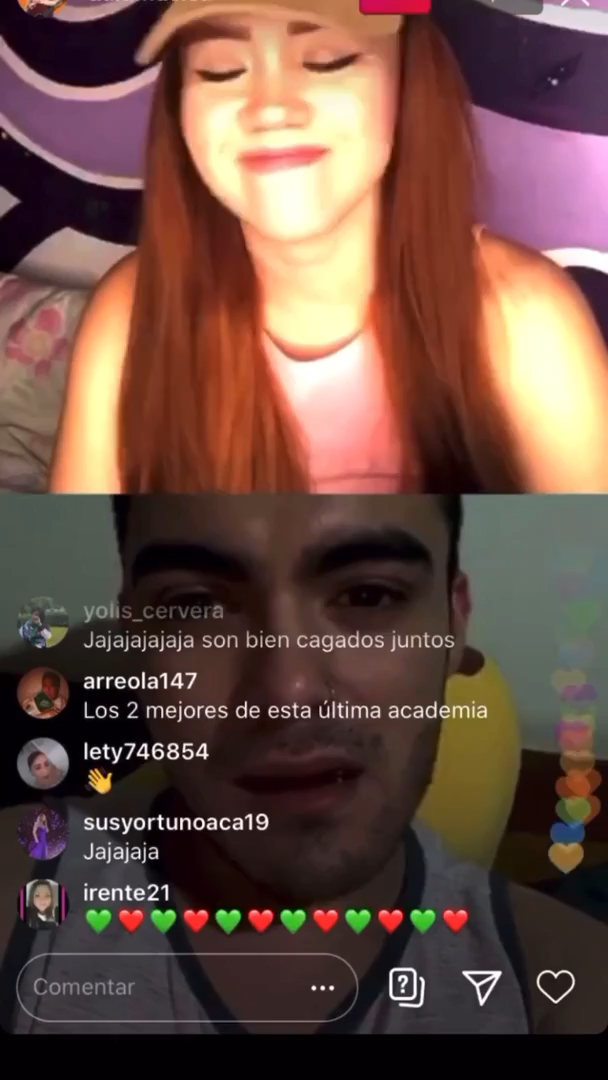 yolis_cervera
Jajajajajaja son bien cagados juntos
arreola147
Los 2 mejores de esta última academia
lety746854
👋
susyortunoaca19
Jajajaja
irente21
💚❤️💚❤️💚❤️💚❤️💚❤️💚❤️
Comentar